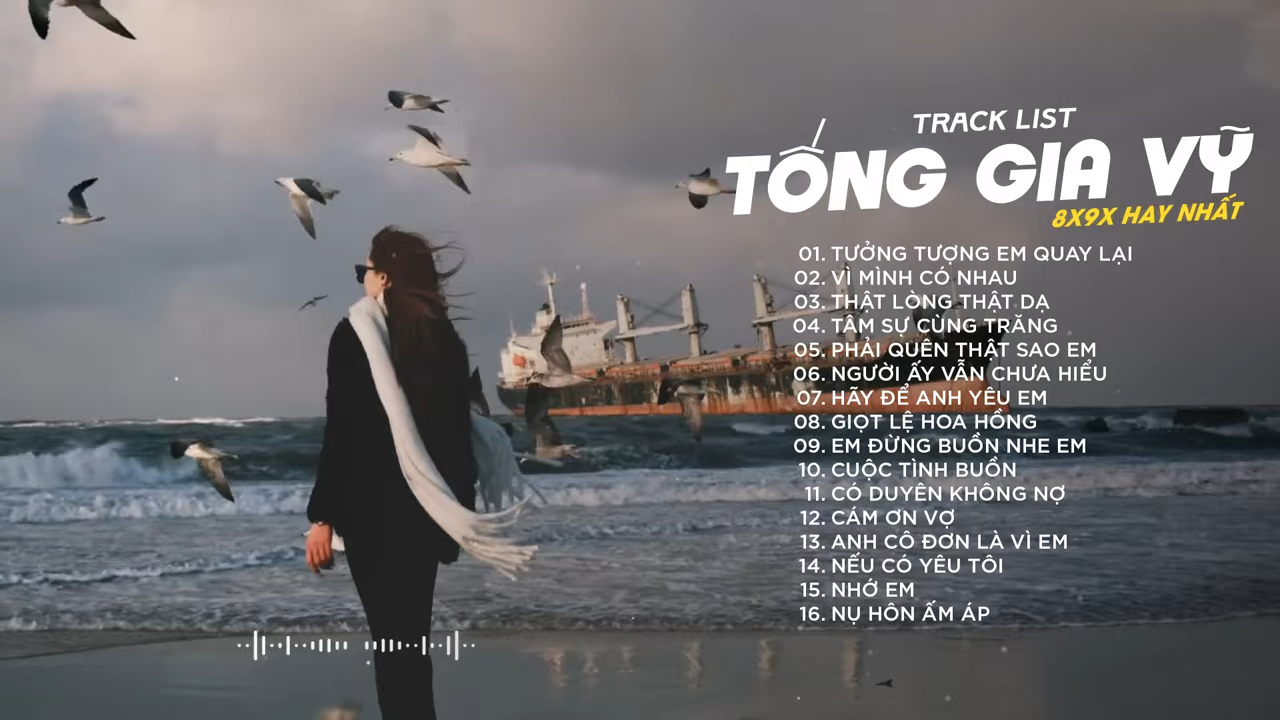 TRACK LIST
TỐNG GIA VỸ
8X9X HAY NHẤT
01. TƯỞNG TƯỢNG EM QUAY LẠI
02. VÌ MÌNH CÓ NHAU
03. THẬT LÒNG THẬT DẠ
04. TÂM SỰ CÙNG TRĂNG
05. PHẢI QUÊN THẬT SAO EM
06. NGƯỜI ẤY VẪN CHƯA HIỂU
07. HÃY ĐỂ ANH YÊU EM
08. GIỌT LỆ HOA HỒNG
09. EM ĐỪNG BUỒN NHE EM
10. CUỘC TÌNH BUỒN
11. CÓ DUYÊN KHÔNG NỢ
12. CÁM ƠN VỢ
13. ANH CÔ ĐƠN LÀ VÌ EM
14. NẾU CÓ YÊU TÔI
15. NHỚ EM
16. NỤ HÔN ẤM ÁP